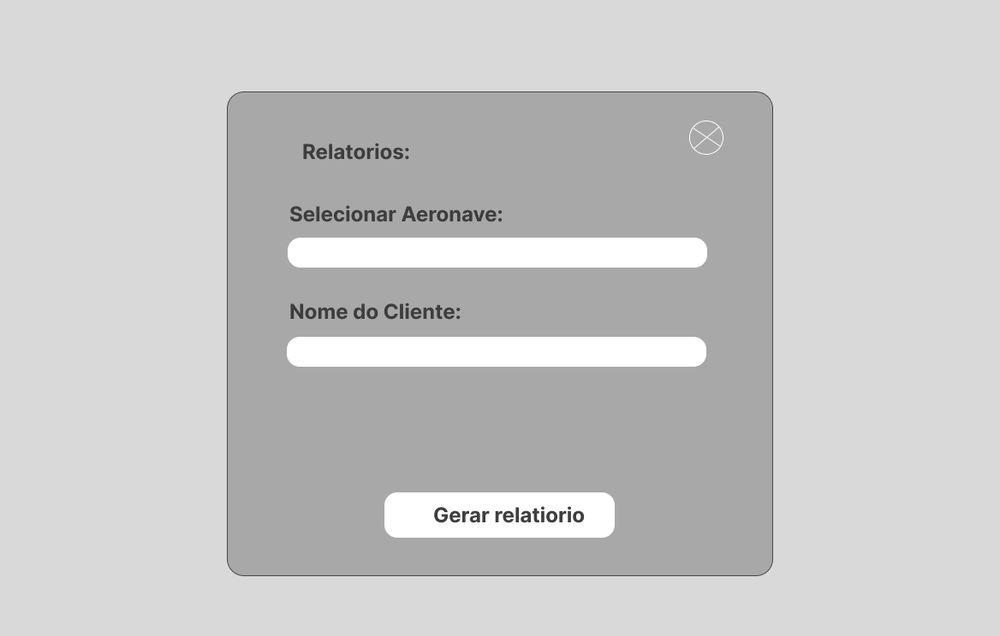 Relatorios:
Selecionar Aeronave:
Nome do Cliente:
Gerar relatiorio